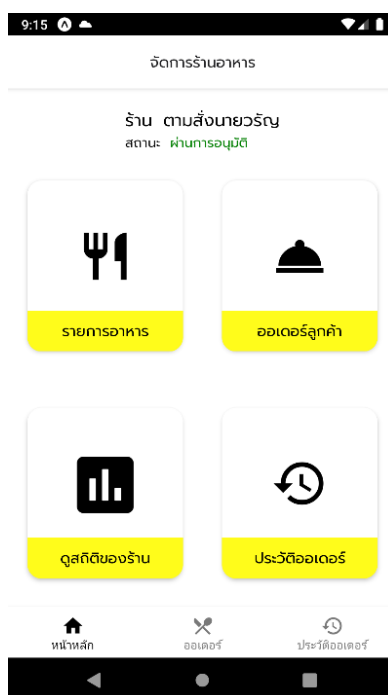 9:15
จัดการร้านอาหาร
ร้าน ตามสั่งนายวรัญ
สถานะ ผ่านการอนุมัติ
รายการอาหาร
ออเดอร์ลูกค้า
ดูสถิติของร้าน
ประวัติออเดอร์
หน้าหลัก
ออเดอร์
ประวัติออเดอร์